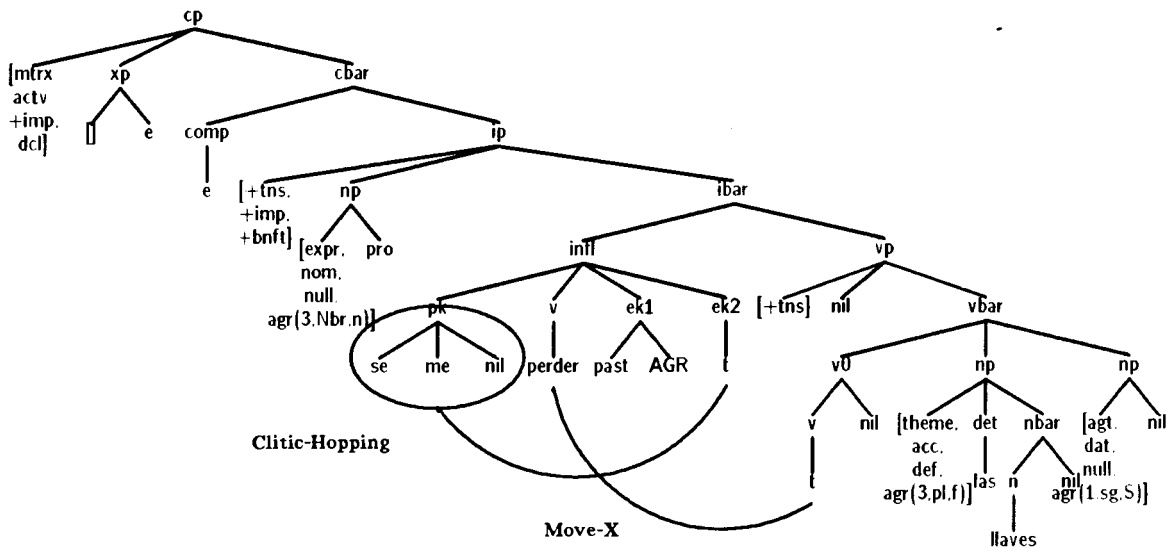 cp
[mtrx xp cbar
actv
+imp,
dcl}
[] e comp ip
e [+tns, np ibar
+imp,
+bnft}
[expr, pro infl vp
nom,
null,
agr(3,Nbr,n)] pk v ek1 ek2 [+tns} nil vbar
se me nil perder past AGR t v0 np np
Clitic-Hopping
v nil [theme, det nbar [agt, nil
acc, dat,
def, null,
agr(3,pl,f)] las n nil agr(1,sg,S)}
t
Move-X
llaves